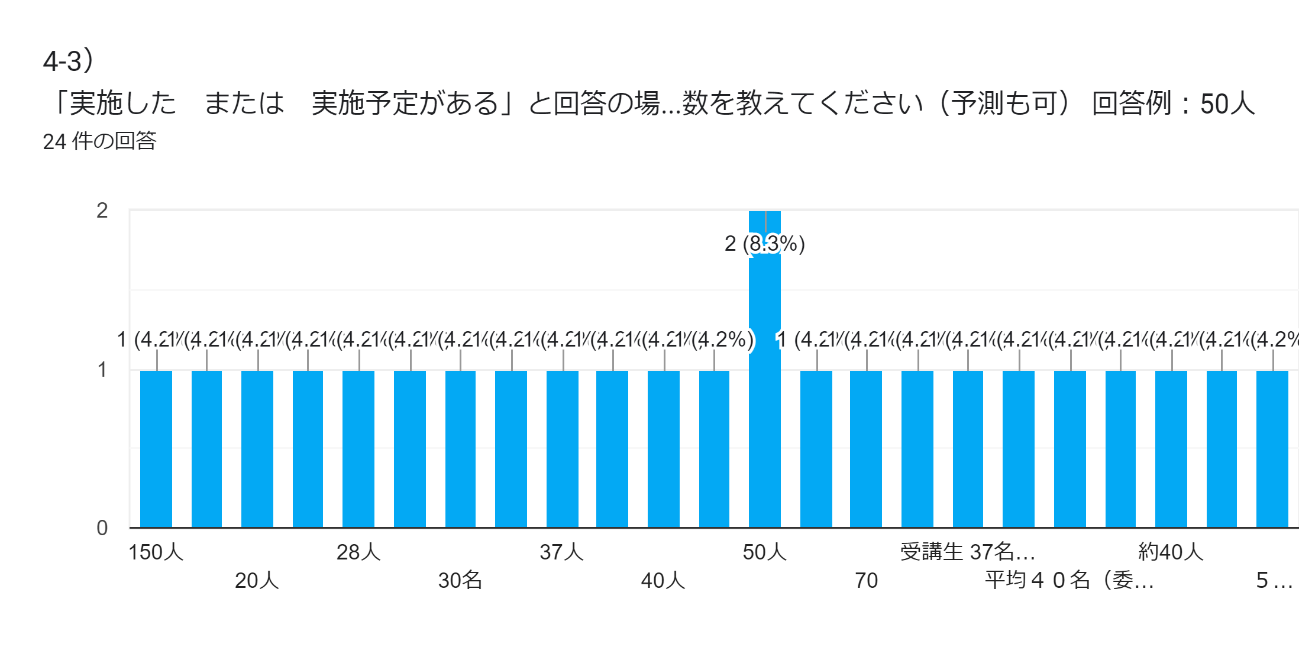 4-3）
「実施した　または　実施予定がある」と回答の場...数を教えてください（予測も可） 回答例：50人
24 件の回答
2
2 (8.3%)
1 (4.2%)
1 (4.2%)
1
0
150人
28人
37人
50人
受講生 37名…
約40人
20人
30名
40人
70
平均４０名（委…
５…